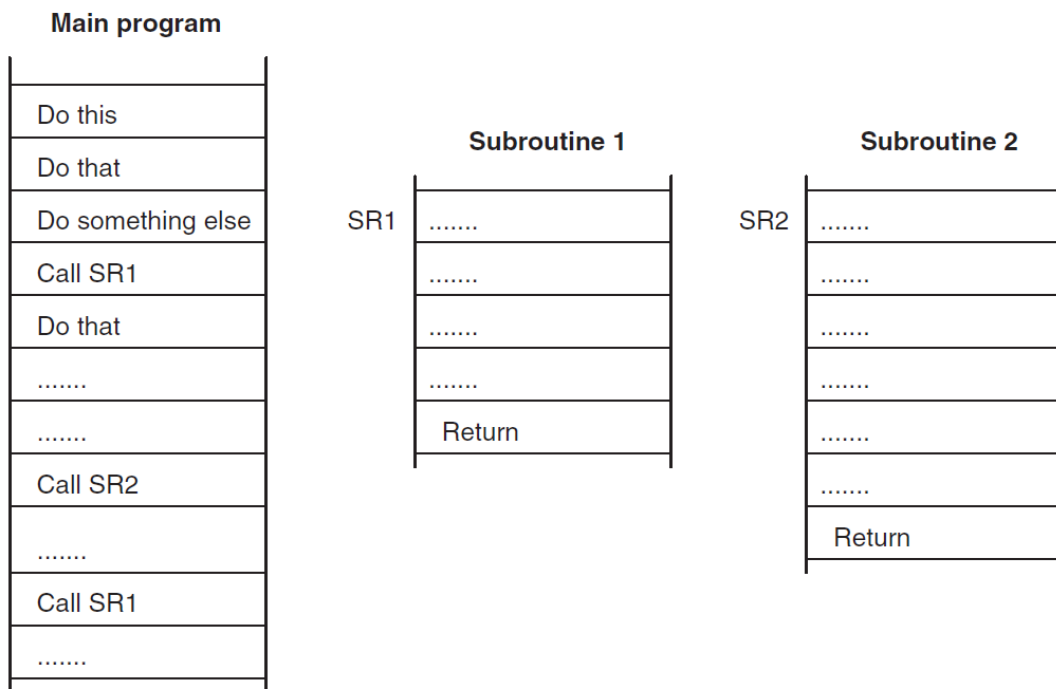 Main program
Do this
Do that
Do something else
Call SR1
Do that
.......
.......
Call SR2
.......
Call SR1
.......
Subroutine 1
SR1 .......
.......
.......
.......
Return
Subroutine 2
SR2 .......
.......
.......
.......
.......
.......
Return